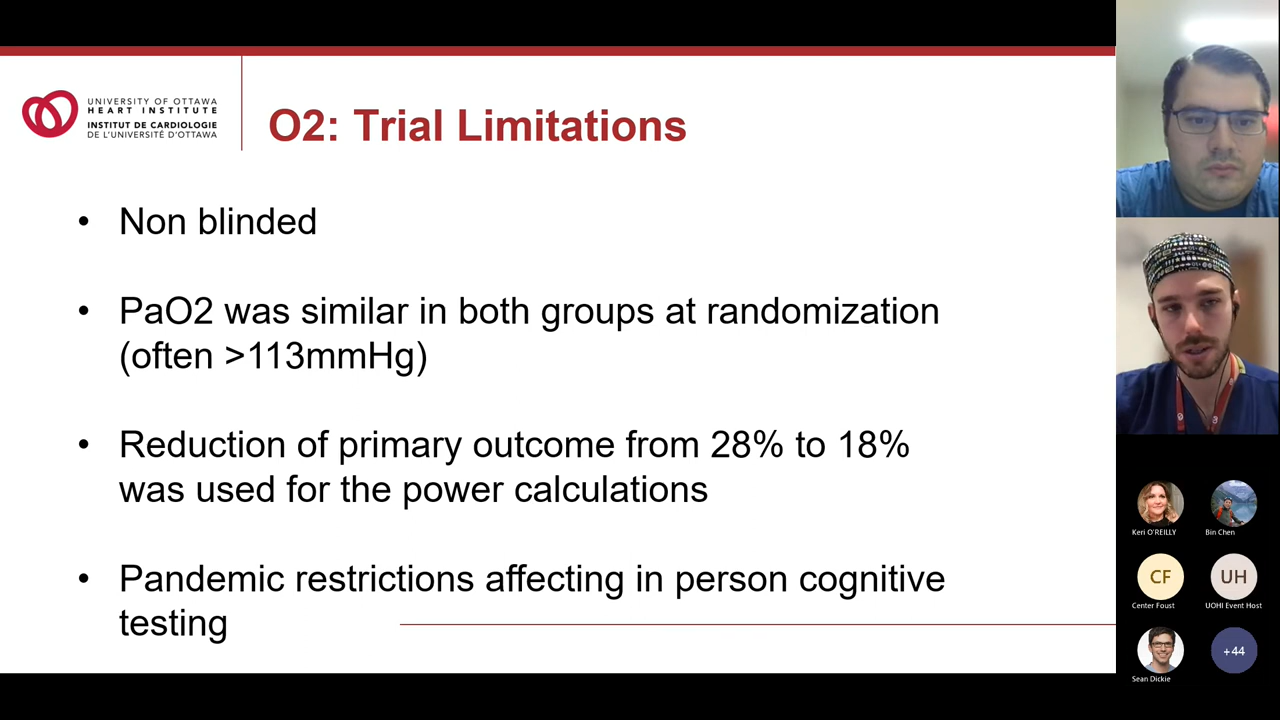 UNIVERSITY OF OTTAWA
HEART INSTITUTE
INSTITUT DE CARDIOLOGIE
DE L'UNIVERSITÉ D'OTTAWA
O2: Trial Limitations
• Non blinded
• PaO2 was similar in both groups at randomization
(often >113mmHg)
• Reduction of primary outcome from 28% to 18%
was used for the power calculations
• Pandemic restrictions affecting in person cognitive
testing
Keri O'REILLY
Bin Chen
CF
UH
Center Foust
UOHI Event Host
+44
Sean Dickie